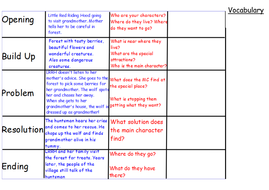 Vocabulary
Opening
Little Red Riding Hood going
to visit grandmother. Mother
tells her to be careful in
forest.
Who are your characters?
Where do they live? Where
do they want to go?
Build Up
Forest with tasty berries,
beautiful flowers and
wonderful creatures.
Also some dangerous
creatures.
What is near where they
live?
What are the special
attractions?
Who is the main character?
Problem
LRRH doesn't listen to her
mother's advice. She goes to the
forest to pick some berries for
her grandmother. The wolf spots
her and chases her away.
When she gets to her
grandmother's house, the wolf is
dressed up as grandmother!
What does the MC find at
the special place?
What is stopping them
getting what they want?
Resolution
The huntsman hears her cries
and comes to her rescue. He
chops up the wolf and finds
grandmother alive in his
tummy.
What solution does
the main character
find?
Ending
LRRH and her family visit
the forest for treats. Years
later, the people of the
village still talk of the
huntsman
Where do they go?
What do they have
there?